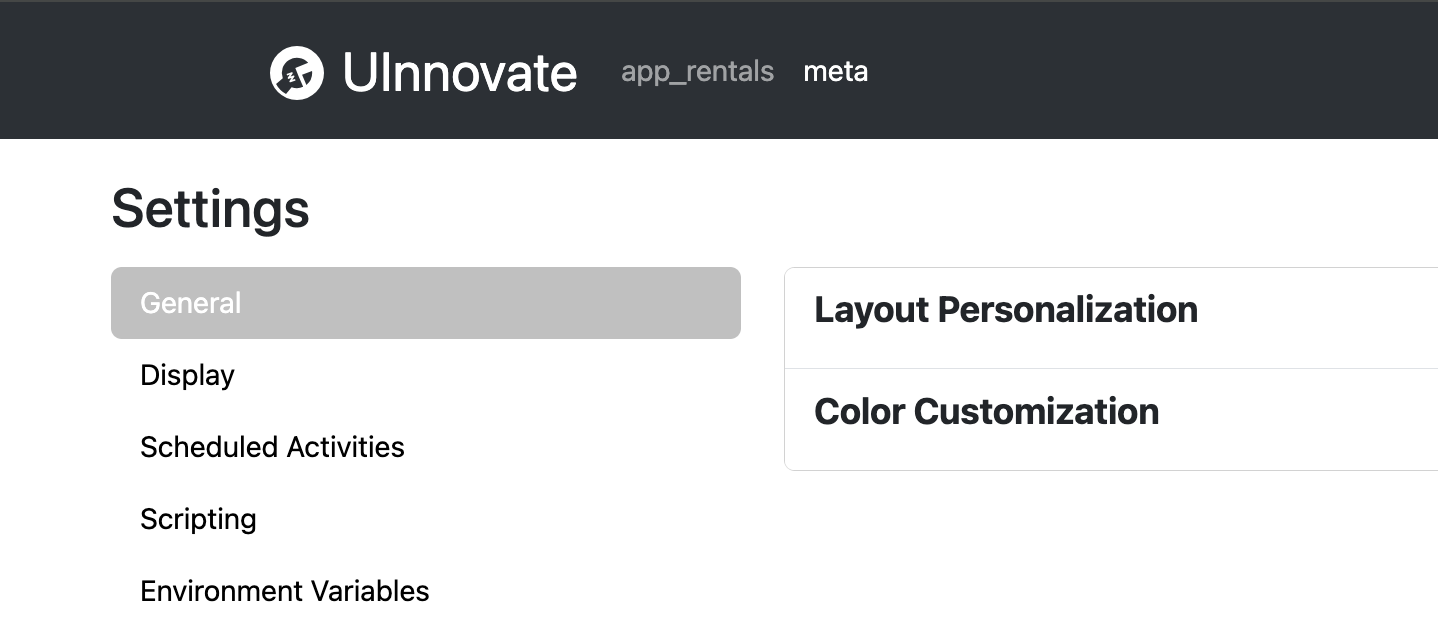 UInnovate app_rentals meta
Settings
General
Display
Scheduled Activities
Scripting
Environment Variables
Layout Personalization
Color Customization